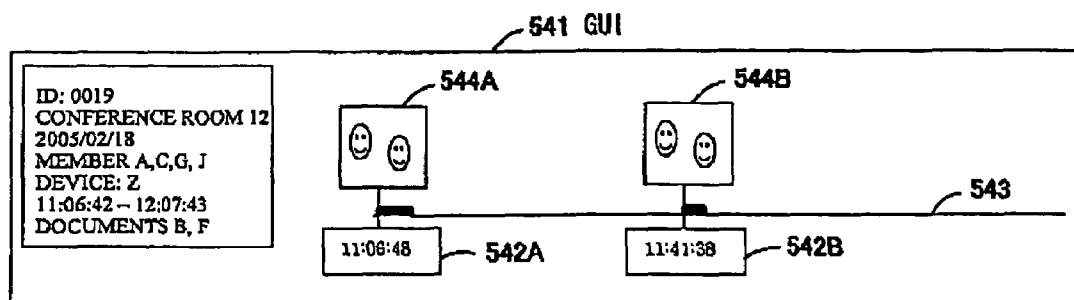 541 GUI
544A
544B
ID: 0019
CONFERENCE ROOM 12
2005/02/18
MEMBER A,C,G, J
DEVICE: Z
11:06:42 – 12:07:43
DOCUMENTS B, F
543
11:06:48
542A
11:41:38
542B